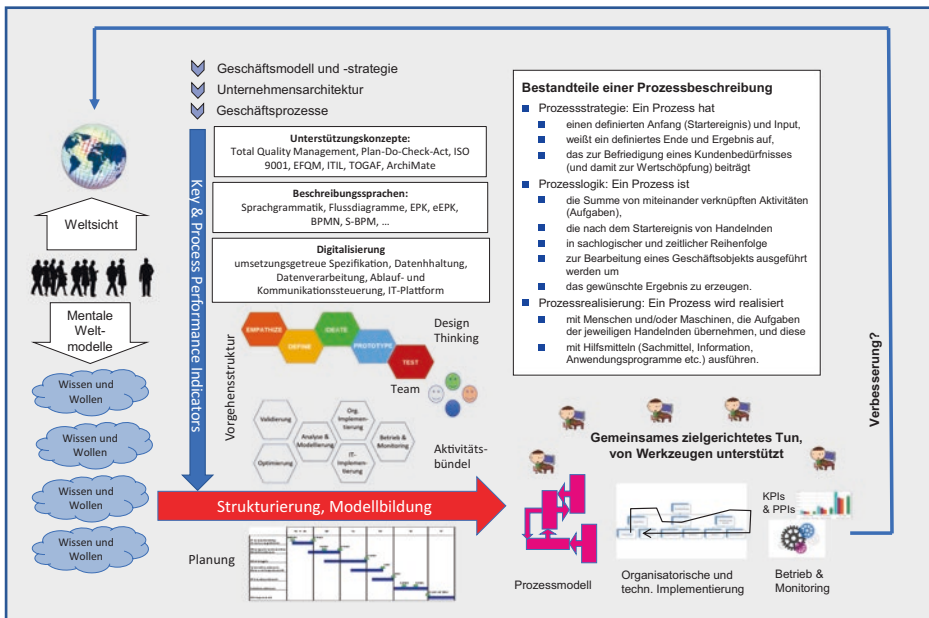 Geschäftsmodell und -strategie
Unternehmensarchitektur
Geschäftsprozesse
Unterstützungskonzepte:
Total Quality Management, Plan-Do-Check-Act, ISO
9001, EFQM, ITIL, TOGAF, ArchiMate
Beschreibungssprachen:
Sprachgrammatik, Flussdiagramme, EPK, eEPK,
BPMN, S-BPM, ...
Digitalisierung
umsetzungsgetreue Spezifikation, Datenhhaltung,
Datenverarbeitung, Ablauf- und
Kommunikationssteuerung, IT-Plattform
Key & Process Performance Indicators
Weltsicht
Mentale
Welt-
modelle
Wissen und
Wollen
Wissen und
Wollen
Wissen und
Wollen
Wissen und
Wollen
Vorgehensstruktur
EMPATHIZE
DEFINE
IDEATE
PROTOTYPE
TEST
Design
Thinking
Team
Validierung
Optimierung
Analyse &
Modellierung
Org.
Implemen-
tierung
IT-
Implemen-
tierung
Betrieb &
Monitoring
Aktivitäts-
bündel
Strukturierung, Modellbildung
Planung
Bestandteile einer Prozessbeschreibung
Prozessstrategie: Ein Prozess hat
einen definierten Anfang (Startereignis) und Input,
weißt ein definiertes Ende und Ergebnis auf,
das zur Befriedigung eines Kundenbedürfnisses
(und damit zur Wertschöpfung) beiträgt
Prozesslogik: Ein Prozess ist
die Summe von miteinander verknüpften Aktivitäten
(Aufgaben),
die nach dem Startereignis von Handelnden
in sachlogischer und zeitlicher Reihenfolge
zur Bearbeitung eines Geschäftsobjekts ausgeführt
werden um
das gewünschte Ergebnis zu erzeugen.
Prozessrealisierung: Ein Prozess wird realisiert
mit Menschen und/oder Maschinen, die Aufgaben
der jeweiligen Handelnden übernehmen, und diese
mit Hilfsmitteln (Sachmittel, Information,
Anwendungsprogramme etc.) ausführen.
Verbesserung?
Gemeinsames zielgerichtetes Tun,
von Werkzeugen unterstützt
KPIs
& PPIs
Prozessmodell
Organisatorische und
techn. Implementierung
Betrieb &
Monitoring